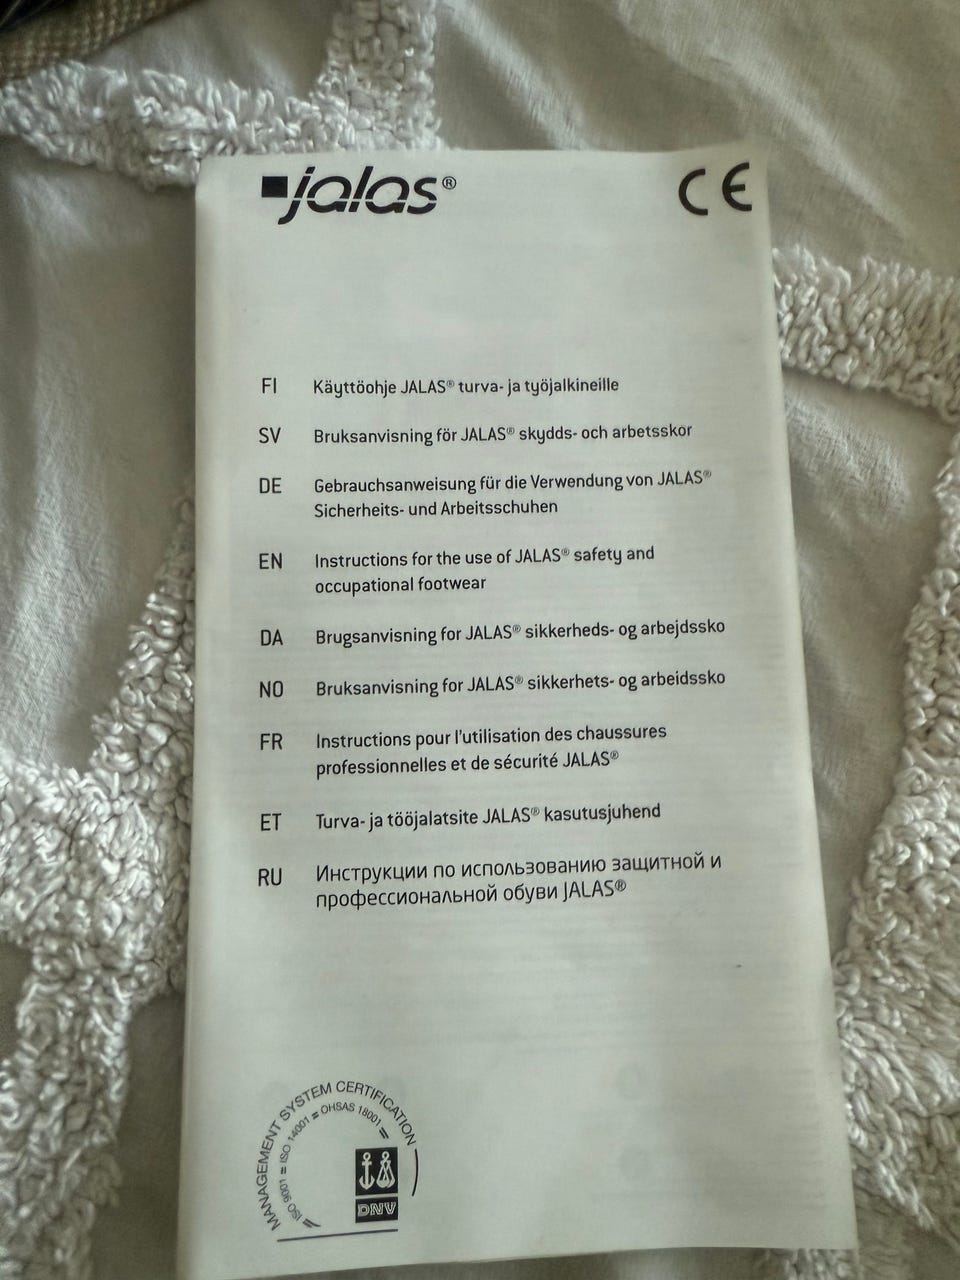 jalas®
CE
FI Käyttöohje JALAS® turva- ja työjalkineille
SV Bruksanvisning för JALAS® skydds- och arbetsskor
DE Gebrauchsanweisung für die Verwendung von JALAS®
Sicherheits- und Arbeitsschuhen
EN Instructions for the use of JALAS® safety and
occupational footwear
DA Brugsanvisning for JALAS® sikkerheds- og arbejdssko
NO Bruksanvisning for JALAS® sikkerhets- og arbeidssko
FR Instructions pour l'utilisation des chaussures
professionnelles et de sécurité JALAS®
ET Turva- ja tööjalatsite JALAS® kasutusjuhend
RU Инструкции по использованию защитной и
профессиональной обуви JALAS®
MANAGEMENT SYSTEM CERTIFICATION
ISO 9001 = ISO 14001 = OHSAS 18001 =
DNV